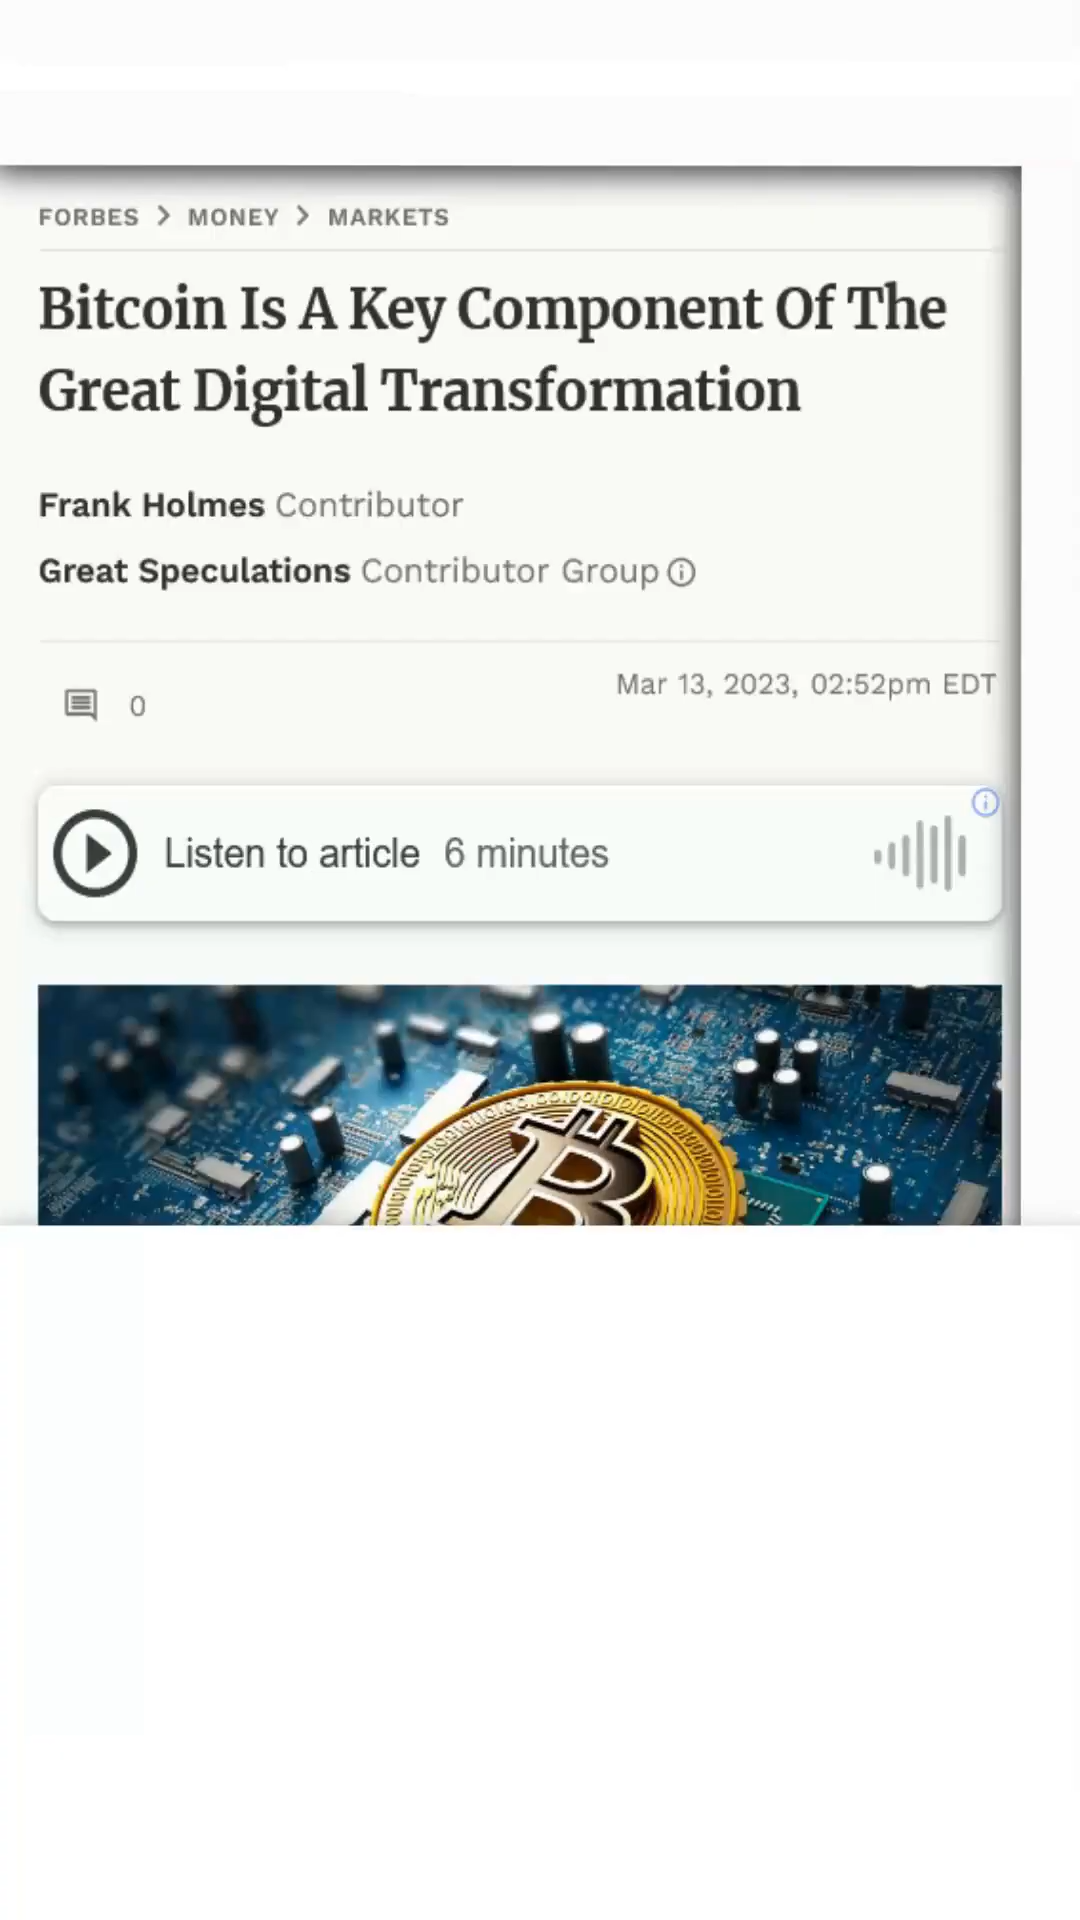 FORBES > MONEY > MARKETS
Bitcoin Is A Key Component Of The
Great Digital Transformation
Frank Holmes Contributor
Great Speculations Contributor Group
0
Mar 13, 2023, 02:52pm EDT
Listen to article 6 minutes